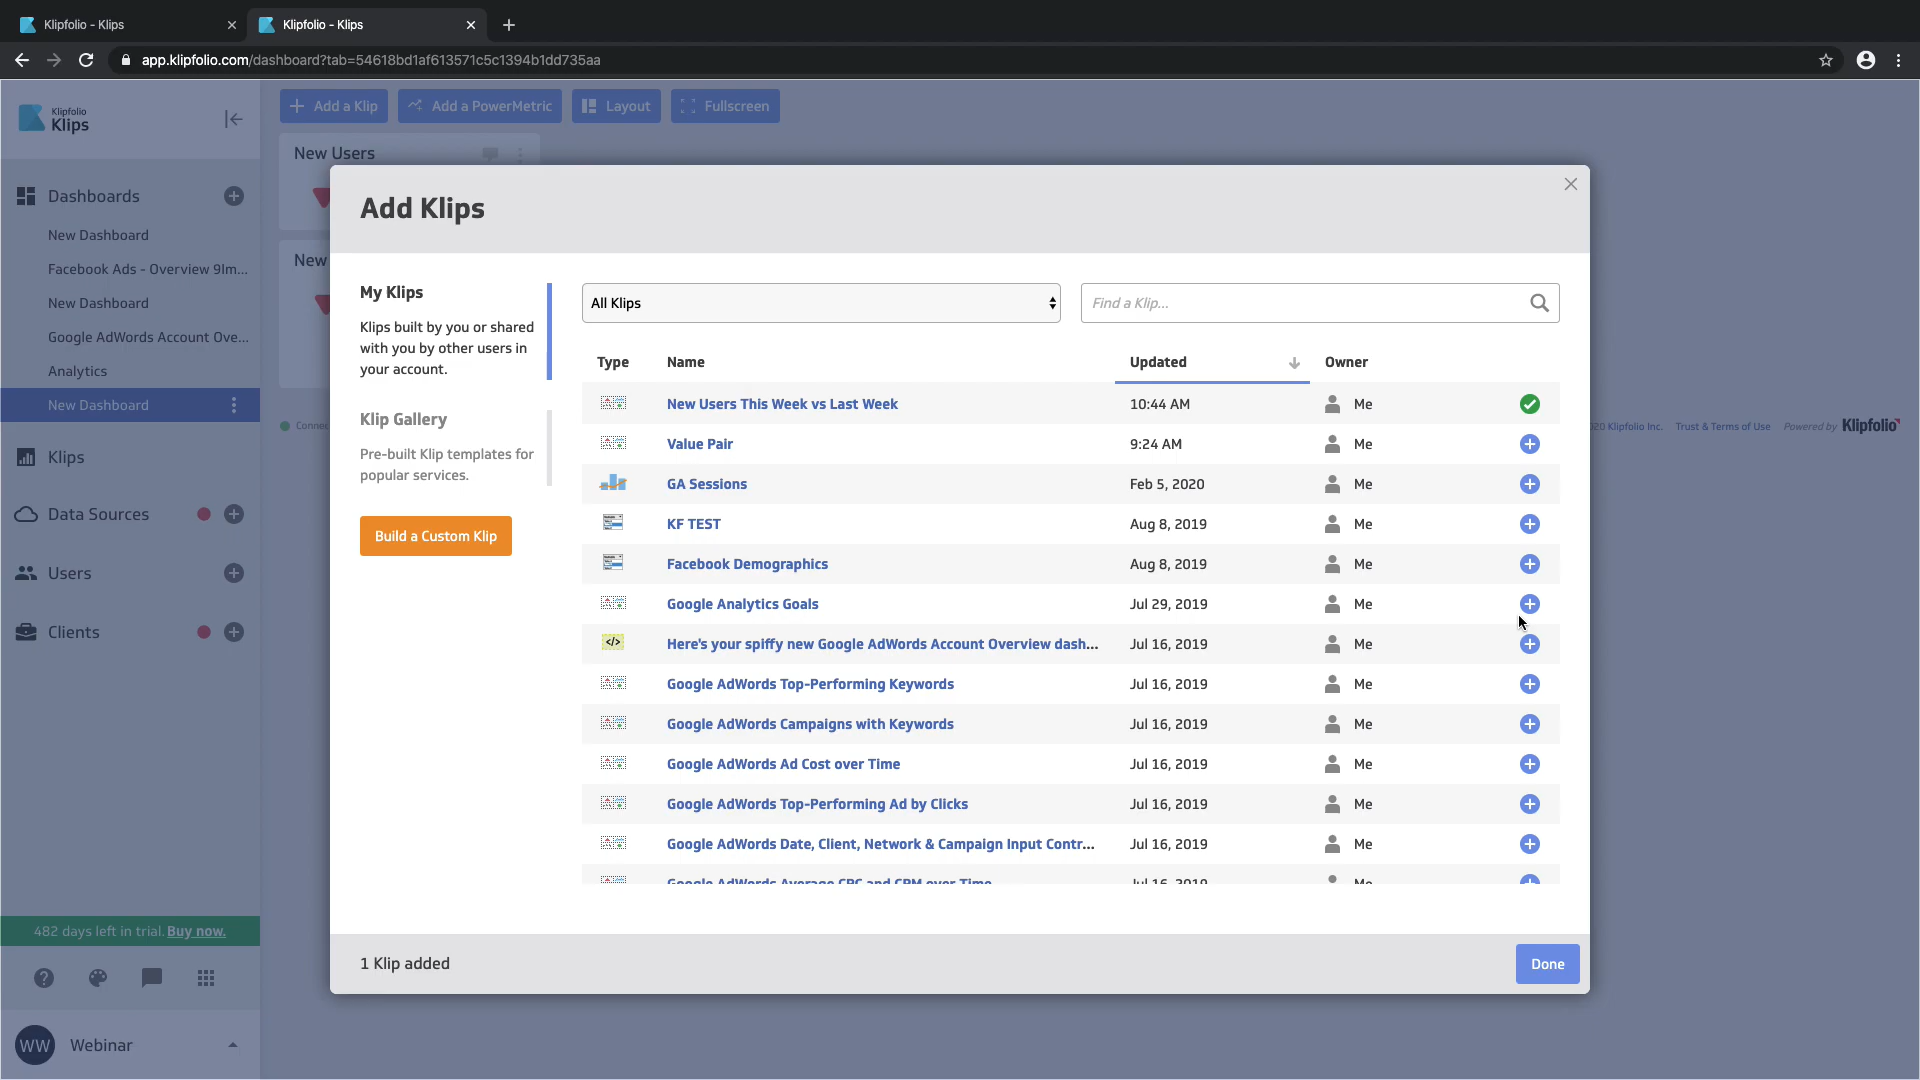 Klipfolio - Klips
Klipfolio - Klips
app.klipfolio.com/dashboard?tab=54618bd1af613571c5c1394b1dd735aa
Klipfolio
Klips
Add a Klip
Add a PowerMetric
Layout
Fullscreen
New Users
New
Dashboards
New Dashboard
Facebook Ads - Overview 9Im...
New Dashboard
Google AdWords Account Ove...
Analytics
New Dashboard
Klips
Data Sources
Users
Clients
482 days left in trial. Buy now.
WW
Webinar
Add Klips
My Klips
Klips built by you or shared
with you by other users in
your account.
Klip Gallery
Pre-built Klip templates for
popular services.
Build a Custom Klip
All Klips
Find a Klip...
Type Name Updated Owner
New Users This Week vs Last Week 10:44 AM Me
Value Pair 9:24 AM Me
GA Sessions Feb 5, 2020 Me
KF TEST Aug 8, 2019 Me
Facebook Demographics Aug 8, 2019 Me
Google Analytics Goals Jul 29, 2019 Me
</> Here's your spiffy new Google AdWords Account Overview dash... Jul 16, 2019 Me
Google AdWords Top-Performing Keywords Jul 16, 2019 Me
Google AdWords Campaigns with Keywords Jul 16, 2019 Me
Google AdWords Ad Cost over Time Jul 16, 2019 Me
Google AdWords Top-Performing Ad by Clicks Jul 16, 2019 Me
Google AdWords Date, Client, Network & Campaign Input Contr... Jul 16, 2019 Me
Google AdWords Average CPC and CPM over Time Jul 16, 2019 Me
1 Klip added
Done
Connec
20 Klipfolio Inc. Trust & Terms of Use Powered by Klipfolio